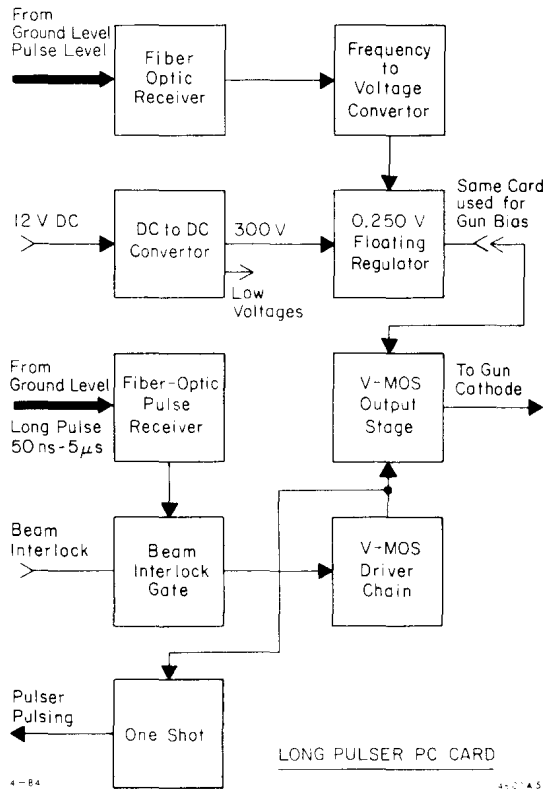 From
Ground Level
Pulse Level
Fiber
Optic
Receiver
Frequency
to
Voltage
Convertor
12 V DC
DC to DC
Convertor
300 V
Low
Voltages
0,250 V
Floating
Regulator
Same Card
used for
Gun Bias
From
Ground Level
Long Pulse
50 ns-5μs
Fiber-Optic
Pulse
Receiver
V-MOS
Output
Stage
To Gun
Cathode
Beam
Interlock
Beam
Interlock
Gate
V-MOS
Driver
Chain
Pulser
Pulsing
One Shot
LONG PULSER PC CARD
4-84